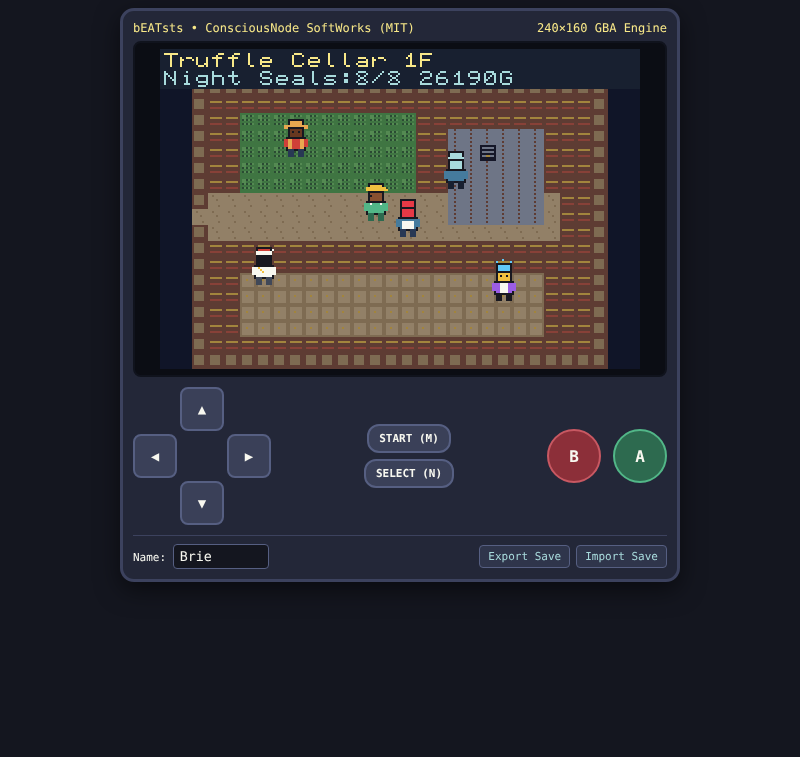 bEATsts • ConsciousNode SoftWorks (MIT)
240×160 GBA Engine
Truffle Cellar 1F
Night Seals:8/8 26190G
▲
◀
▶
▼
START (M)
SELECT (N)
B
A
Name: Brie
Export Save
Import Save